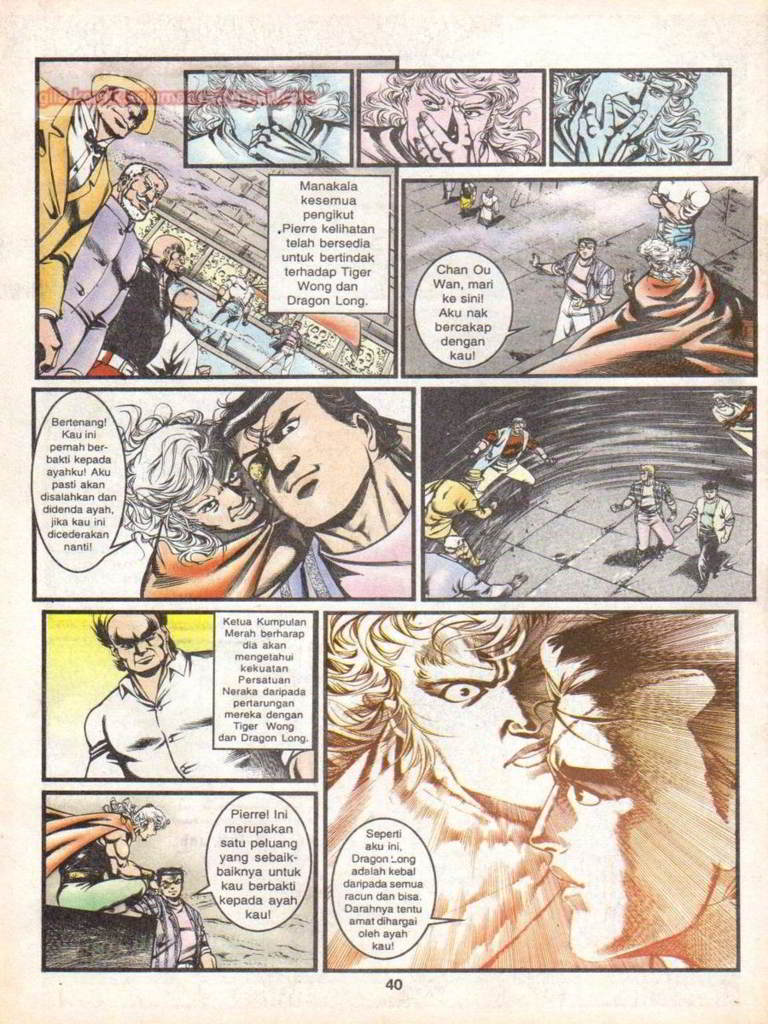 Manakala
kesemua
pengikut
Pierre kelihatan
telah bersedia
untuk bertindak
terhadap Tiger
Wong dan
Dragon Long.
Chan Ou
Wan, mari
ke sini!
Aku nak
bercakap
dengan
kau!
Bertenang!
Kau ini
pernah ber-
bakti kepada
ayahku! Aku
pasti akan
disalahkan dan
didenda ayah,
jika kau ini
dicederakan
nanti!
Ketua Kumpulan
Merah berharap
dia akan
mengetahui
kekuatan
Persatuan
Neraka daripada
pertarungan
mereka dengan
Tiger Wong
dan Dragon Long.
Pierre! Ini
merupakan
satu peluang
yang sebaik-
baiknya untuk
kau berbakti
kepada ayah
kau!
Seperti
aku ini,
Dragon Long
adalah kebal
daripada semua
racun dan bisa.
Darahnya tentu
amat dihargai
oleh ayah
kau!
40